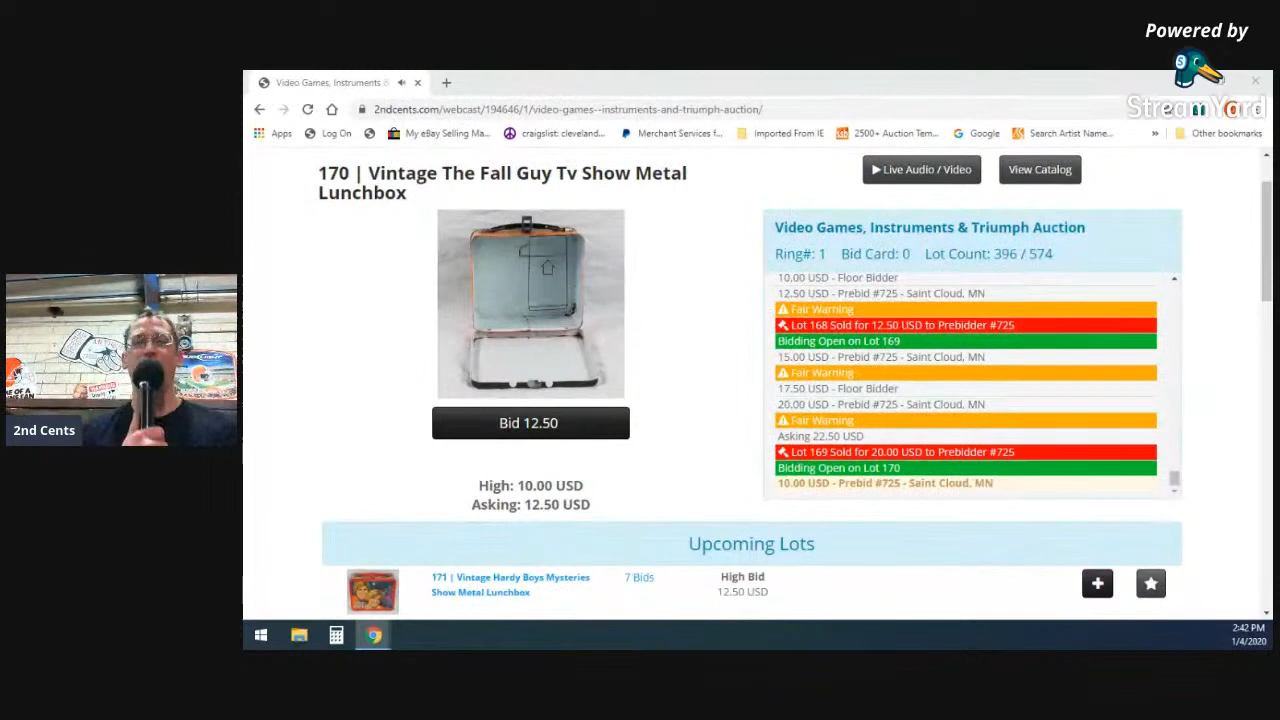 Powered by
StreamYard
Video Games, Instruments &
2ndcents.com/webcast/194646/1/video-games--instruments-and-triumph-auction/
Apps
Log On
My eBay Selling Ma...
craigslist: cleveland...
Merchant Services f...
Imported From IE
2500+ Auction Tem...
Google
Search Artist Name...
»
Other bookmarks
170 | Vintage The Fall Guy Tv Show Metal
Lunchbox
Live Audio / Video
View Catalog
Bid 12.50
High: 10.00 USD
Asking: 12.50 USD
Video Games, Instruments & Triumph Auction
Ring#: 1 Bid Card: 0 Lot Count: 396 / 574
10.00 USD - Floor Bidder
12.50 USD - Prebid #725 - Saint Cloud, MN
Fair Warning
Lot 168 Sold for 12.50 USD to Prebidder #725
Bidding Open on Lot 169
15.00 USD - Prebid #725 - Saint Cloud, MN
Fair Warning
17.50 USD - Floor Bidder
20.00 USD - Prebid #725 - Saint Cloud, MN
Fair Warning
Asking 22.50 USD
Lot 169 Sold for 20.00 USD to Prebidder #725
Bidding Open on Lot 170
10.00 USD - Prebid #725 - Saint Cloud, MN
2nd Cents
Upcoming Lots
171 | Vintage Hardy Boys Mysteries
Show Metal Lunchbox
7 Bids
High Bid
12.50 USD
2:42 PM
1/4/2020